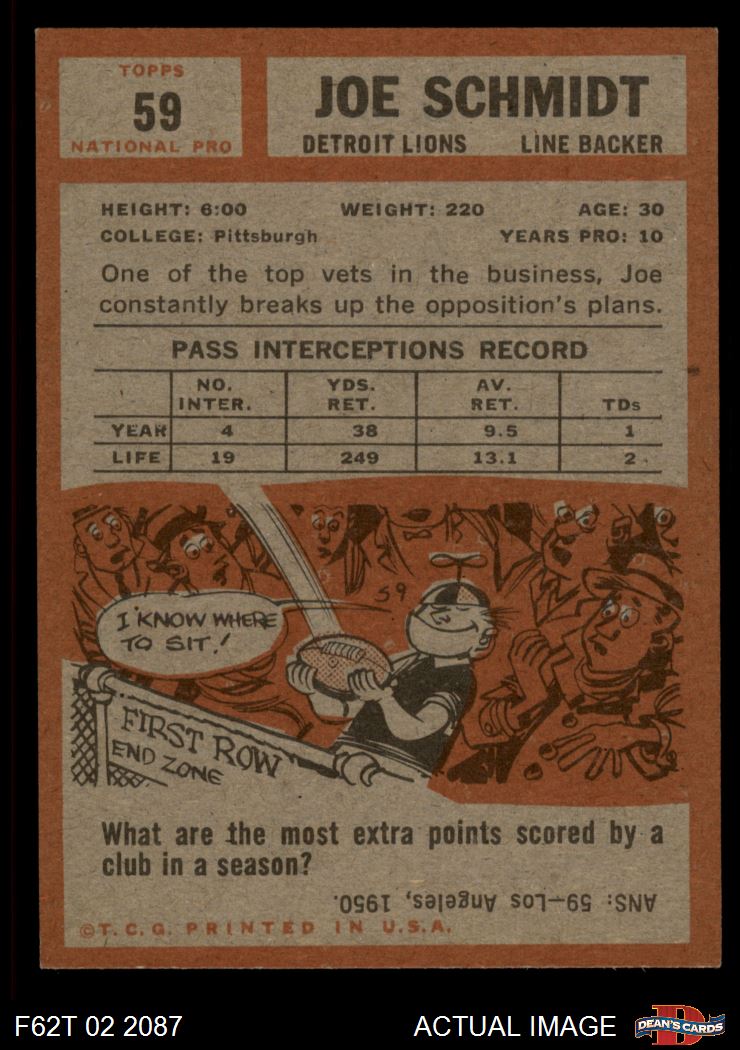 TOPPS
59
NATIONAL PRO
JOE SCHMIDT
DETROIT LIONS LINE BACKER
HEIGHT: 6:00 WEIGHT: 220 AGE: 30
COLLEGE: Pittsburgh YEARS PRO: 10
One of the top vets in the business, Joe
constantly breaks up the opposition's plans.
PASS INTERCEPTIONS RECORD
NO. INTER. YDS. RET. AV. RET. TDs
YEAR 4 38 9.5 1
LIFE 19 249 13.1 2
59
I KNOW WHERE
TO SIT!
FIRST ROW
END ZONE
What are the most extra points scored by a
club in a season?
ANS: 59—Los Angeles, 1950.
©T.C.G. PRINTED IN U.S.A.
F62T 02 2087 ACTUAL IMAGE DEAN'S CARDS